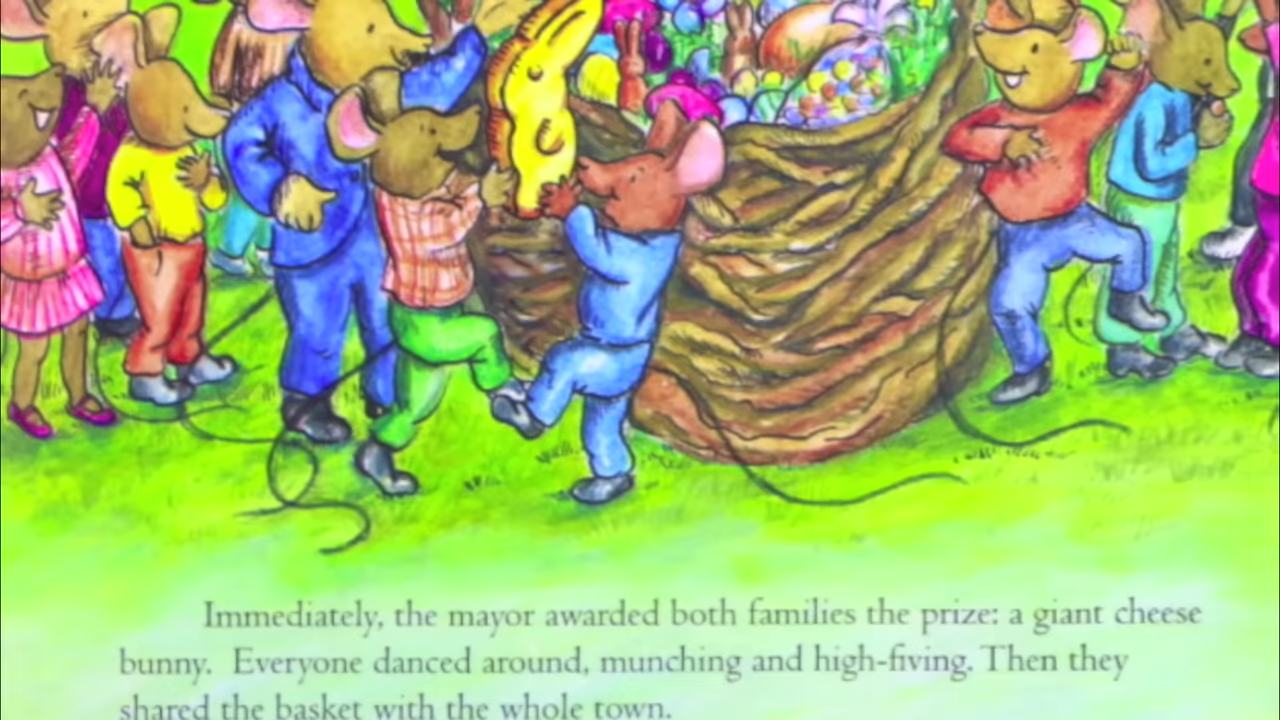 Immediately, the mayor awarded both families the prize: a giant cheese
bunny. Everyone danced around, munching and high-fiving. Then they
shared the basket with the whole town.